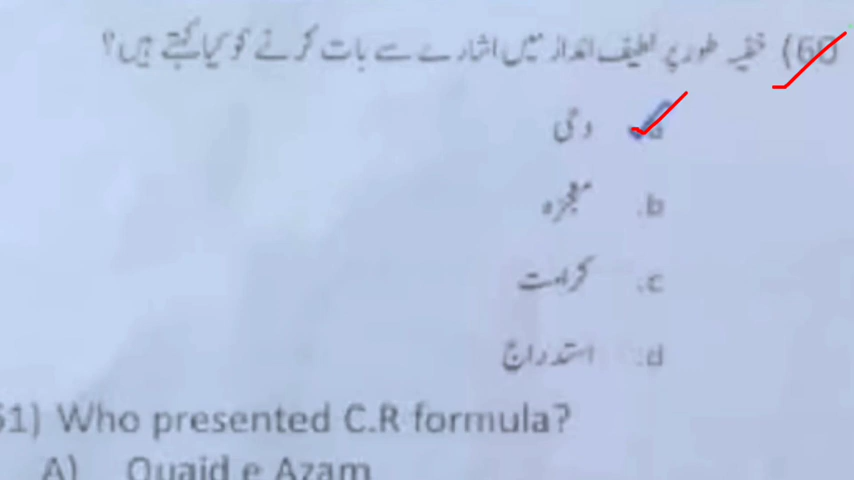 60) خفیہ طور پر لطیف انداز میں اشارے سے بات کرنے کو کیا کہتے ہیں؟
a. وحی
b. معجزہ
c. کرامت
d. استدراج
61) Who presented C.R formula?
A) Quaid e Azam